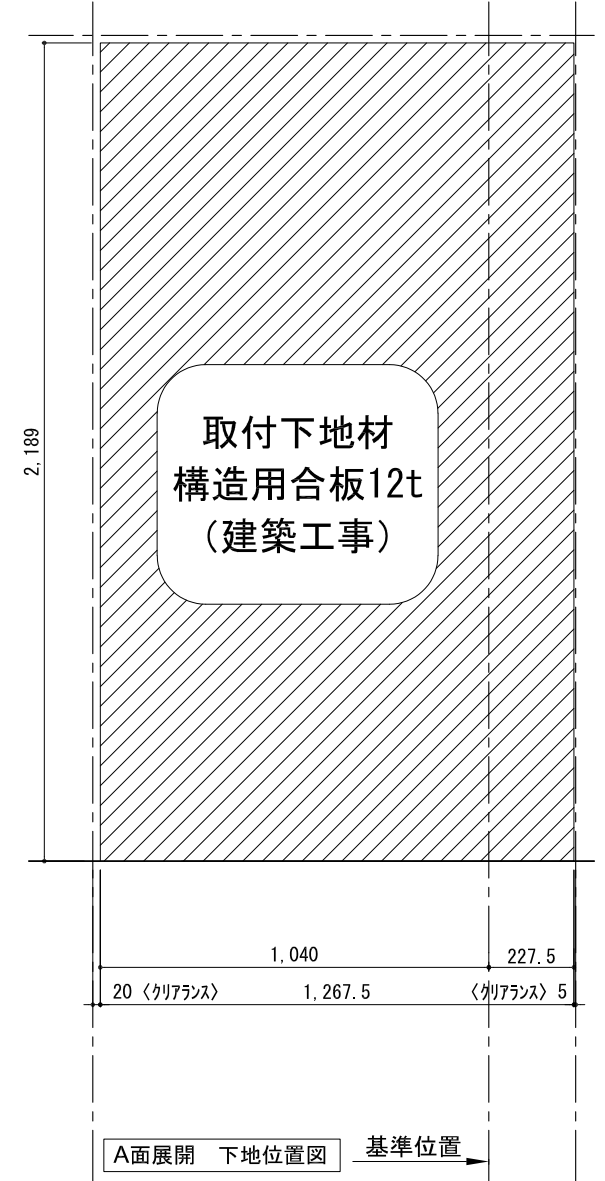 2,189
取付下地材
構造用合板12t
(建築工事)
1,040
227.5
20 〈クリアランス〉
1,267.5
〈クリアランス〉 5
A面展開 下地位置図
基準位置